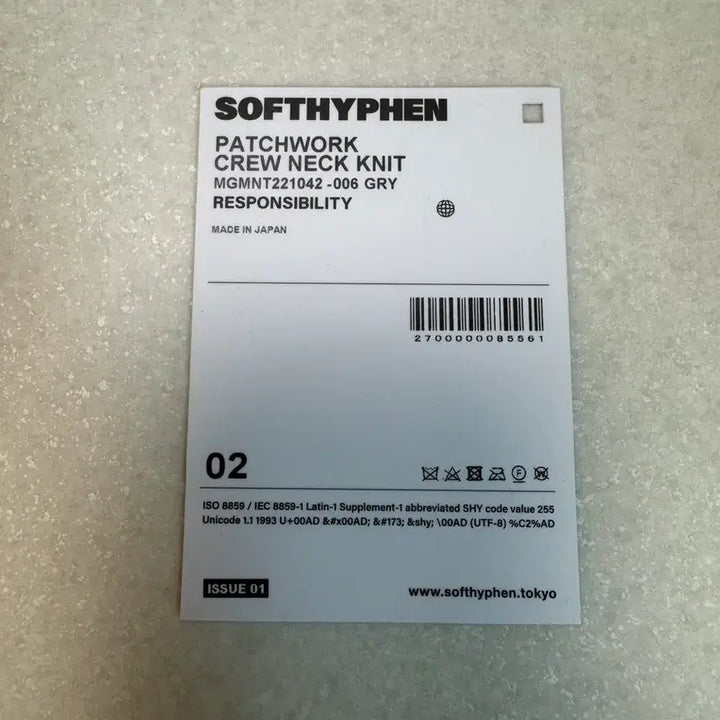 SOFTHYPHEN
PATCHWORK
CREW NECK KNIT
MGMNT221042 -006 GRY
RESPONSIBILITY
MADE IN JAPAN
2700000085561
02
ISO 8859 / IEC 8859-1 Latin-1 Supplement-1 abbreviated SHY code value 255
Unicode 1.1 1993 U+00AD &#x00AD; &#173; &shy; \00AD (UTF-8) %C2%AD
ISSUE 01
www.softhyphen.tokyo